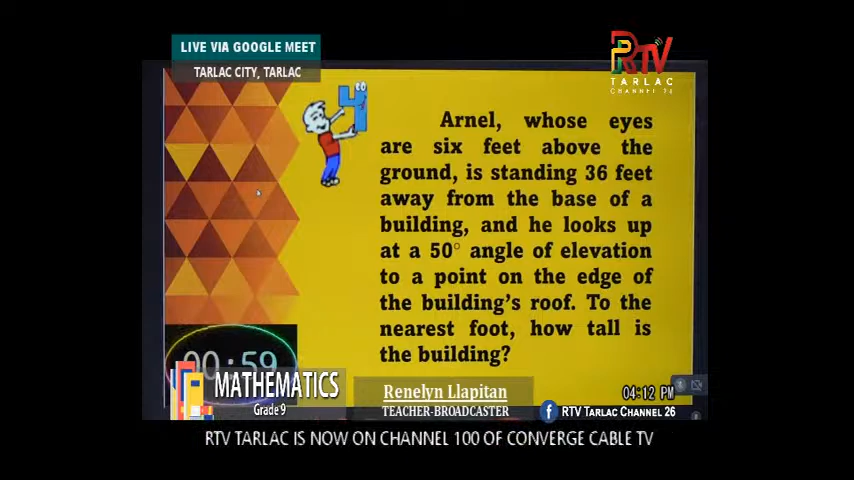 LIVE VIA GOOGLE MEET
TARLAC CITY, TARLAC
RTV
TARLAC
CHANNEL 26
4
Arnel, whose eyes
are six feet above the
ground, is standing 36 feet
away from the base of a
building, and he looks up
at a 50° angle of elevation
to a point on the edge of
the building's roof. To the
nearest foot, how tall is
the building?
00:59
MATHEMATICS
Grade 9
Renelyn Llapitan
TEACHER-BROADCASTER
04:12 PM
f RTV TARLAC CHANNEL 26
RTV TARLAC IS NOW ON CHANNEL 100 OF CONVERGE CABLE TV